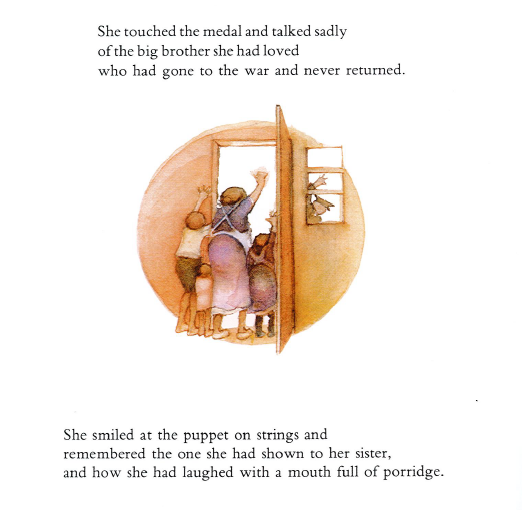 She touched the medal and talked sadly
of the big brother she had loved
who had gone to the war and never returned.
She smiled at the puppet on strings and
remembered the one she had shown to her sister,
and how she had laughed with a mouth full of porridge.